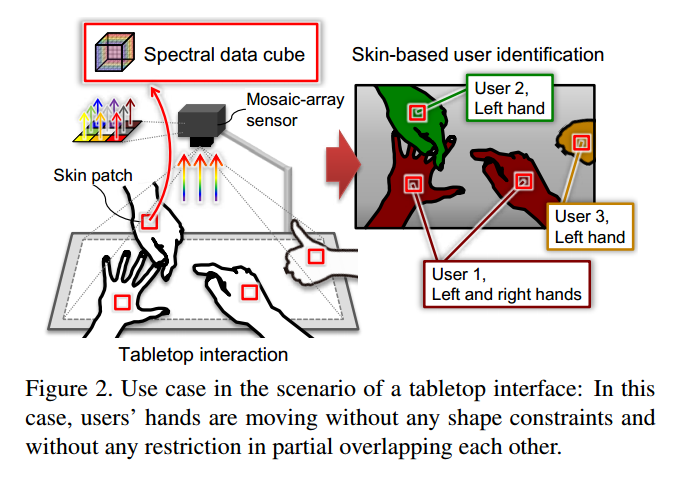 Spectral data cube
Skin-based user identification
Mosaic-array
sensor
Skin patch
User 2,
Left hand
User 3,
Left hand
User 1,
Left and right hands
Tabletop interaction
Figure 2. Use case in the scenario of a tabletop interface: In this
case, users’ hands are moving without any shape constraints and
without any restriction in partial overlapping each other.